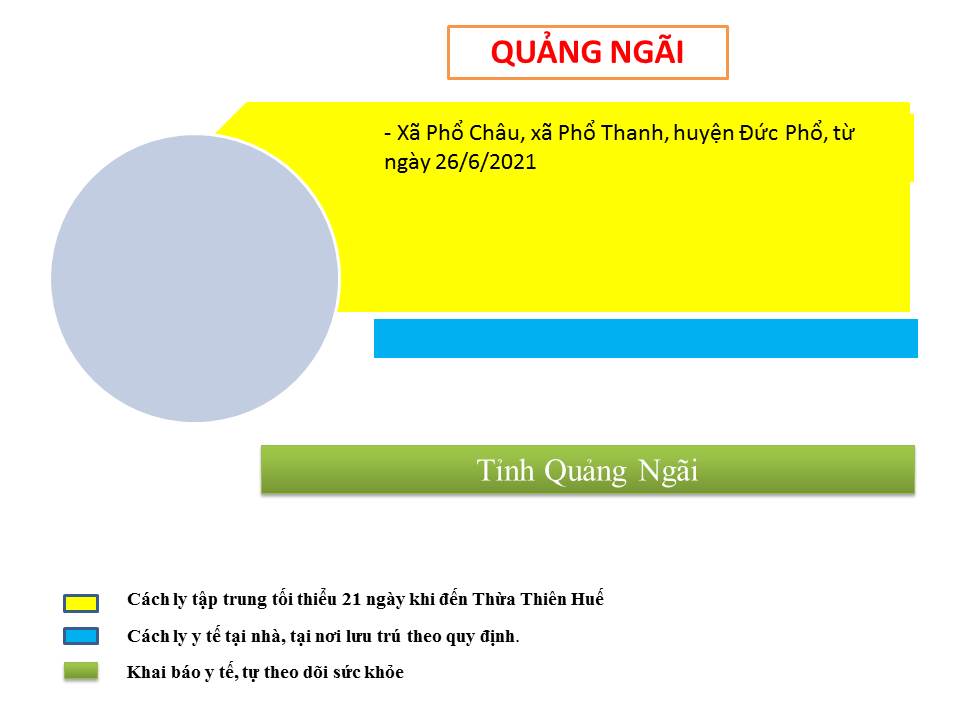 QUẢNG NGÃI
- Xã Phổ Châu, xã Phổ Thanh, huyện Đức Phổ, từ
ngày 26/6/2021
Tỉnh Quảng Ngãi
Cách ly tập trung tối thiểu 21 ngày khi đến Thừa Thiên Huế
Cách ly y tế tại nhà, tại nơi lưu trú theo quy định.
Khai báo y tế, tự theo dõi sức khỏe